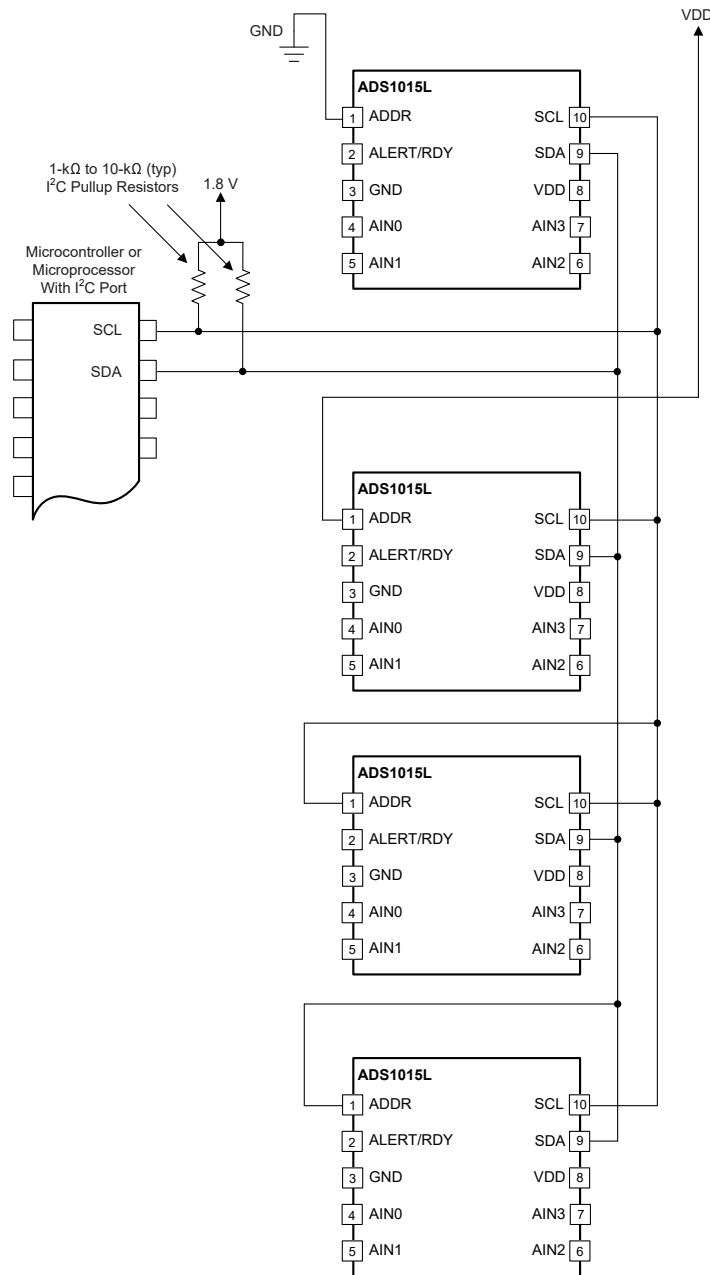 VDD
GND
ADS1015L
1 ADDR SCL 10
2 ALERT/RDY SDA 9
3 GND VDD 8
4 AIN0 AIN3 7
5 AIN1 AIN2 6
1-kΩ to 10-kΩ (typ)
I²C Pullup Resistors
1.8 V
Microcontroller or
Microprocessor
With I²C Port
SCL
SDA
ADS1015L
1 ADDR SCL 10
2 ALERT/RDY SDA 9
3 GND VDD 8
4 AIN0 AIN3 7
5 AIN1 AIN2 6
ADS1015L
1 ADDR SCL 10
2 ALERT/RDY SDA 9
3 GND VDD 8
4 AIN0 AIN3 7
5 AIN1 AIN2 6
ADS1015L
1 ADDR SCL 10
2 ALERT/RDY SDA 9
3 GND VDD 8
4 AIN0 AIN3 7
5 AIN1 AIN2 6